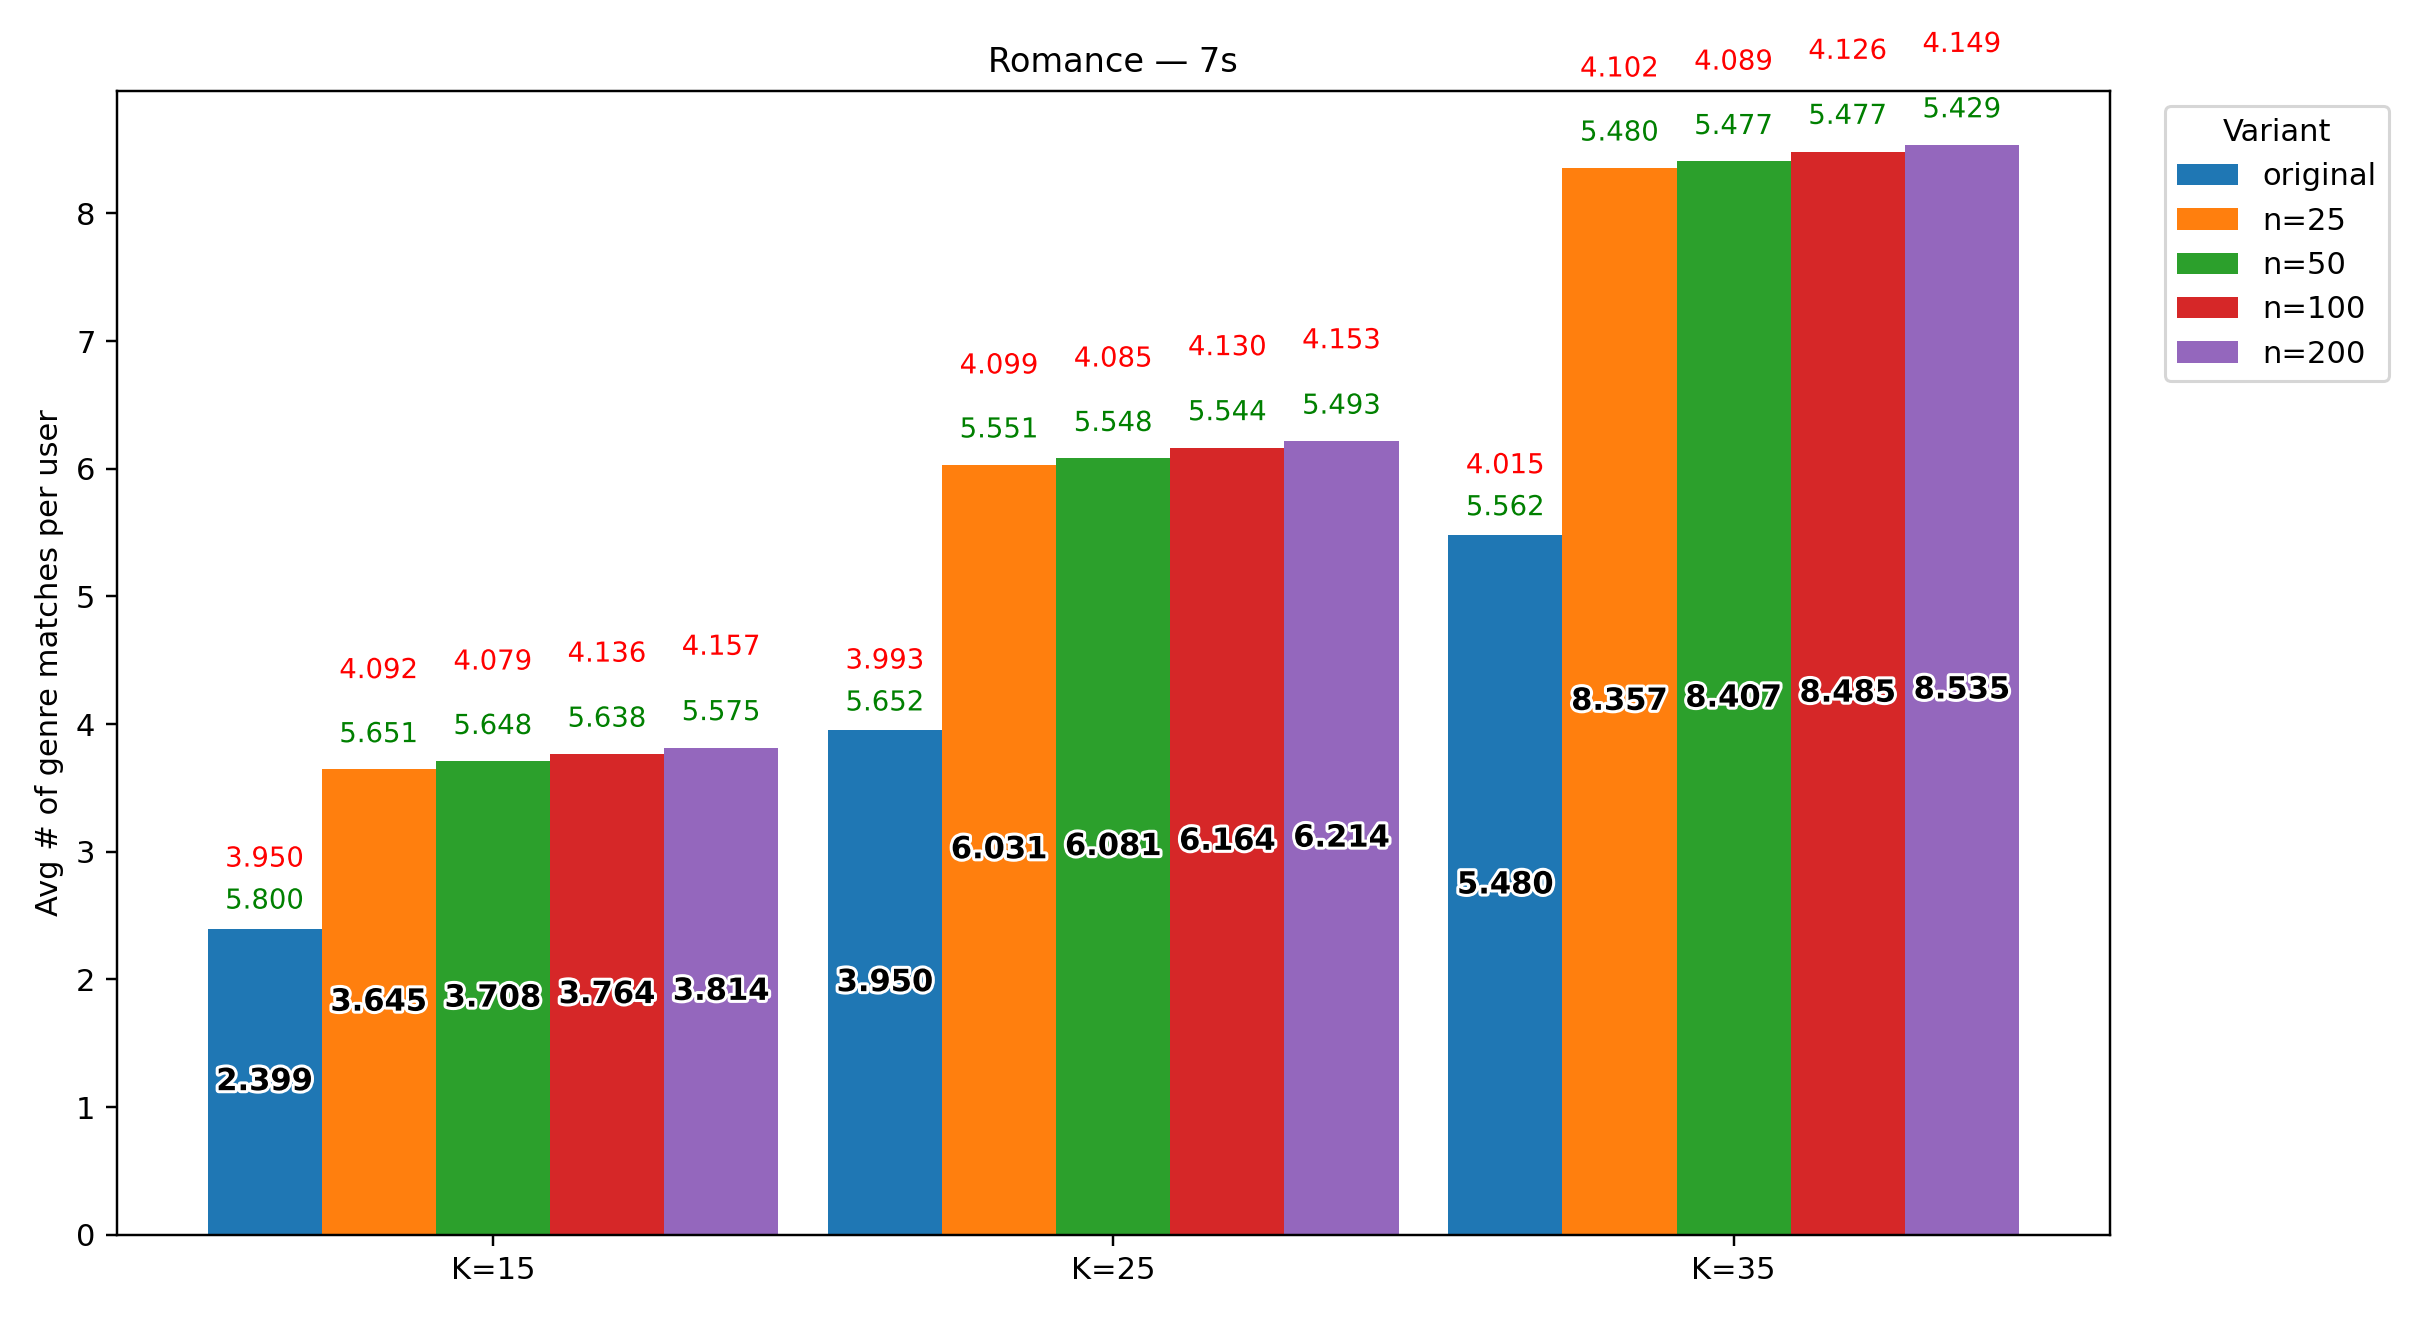 Romance — 7s
4.102 4.089 4.126 4.149
5.480 5.477 5.477 5.429
4.099 4.085 4.130 4.153
5.551 5.548 5.544 5.493
4.015
5.562
4.092 4.079 4.136 4.157
5.651 5.648 5.638 5.575
3.993
5.652
3.950
5.800
8.357 8.407 8.485 8.535
6.031 6.081 6.164 6.214
5.480
3.950
3.645 3.708 3.764 3.814
2.399
Avg # of genre matches per user
8
7
6
5
4
3
2
1
0
K=15 K=25 K=35
Variant
original
n=25
n=50
n=100
n=200